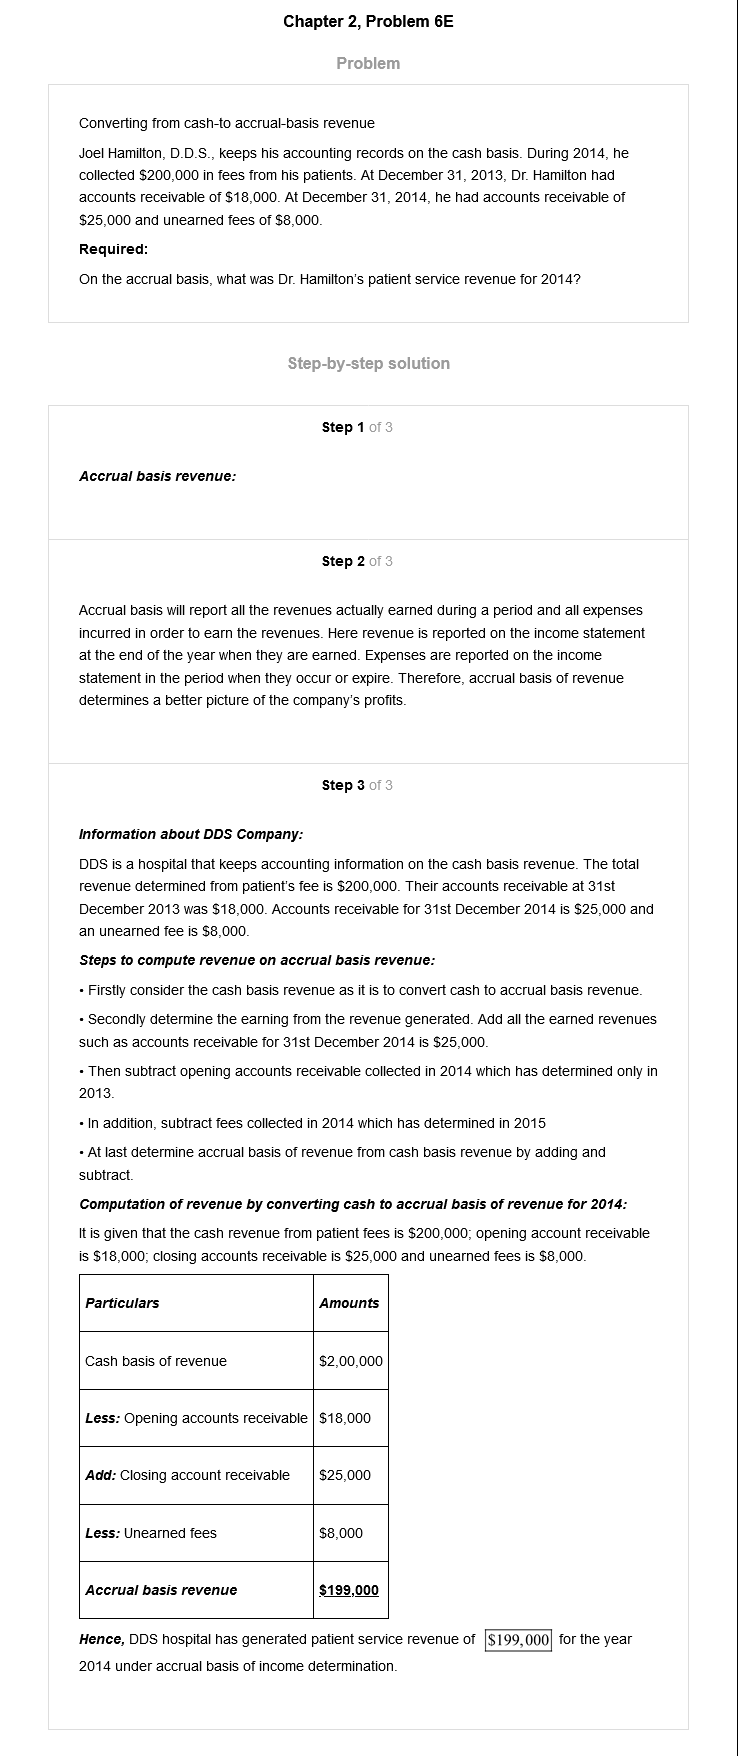 Chapter 2, Problem 6E
Problem
Converting from cash-to accrual-basis revenue
Joel Hamilton, D.D.S., keeps his accounting records on the cash basis. During 2014, he
collected $200,000 in fees from his patients. At December 31, 2013, Dr. Hamilton had
accounts receivable of $18,000. At December 31, 2014, he had accounts receivable of
$25,000 and unearned fees of $8,000.
Required:
On the accrual basis, what was Dr. Hamilton's patient service revenue for 2014?
Step-by-step solution
Step 1 of 3
Accrual basis revenue:
Step 2 of 3
Accrual basis will report all the revenues actually earned during a period and all expenses
incurred in order to earn the revenues. Here revenue is reported on the income statement
at the end of the year when they are earned. Expenses are reported on the income
statement in the period when they occur or expire. Therefore, accrual basis of revenue
determines a better picture of the company's profits.
Step 3 of 3
Information about DDS Company:
DDS is a hospital that keeps accounting information on the cash basis revenue. The total
revenue determined from patient's fee is $200,000. Their accounts receivable at 31st
December 2013 was $18,000. Accounts receivable for 31st December 2014 is $25,000 and
an unearned fee is $8,000.
Steps to compute revenue on accrual basis revenue:
• Firstly consider the cash basis revenue as it is to convert cash to accrual basis revenue.
• Secondly determine the earning from the revenue generated. Add all the earned revenues
such as accounts receivable for 31st December 2014 is $25,000.
• Then subtract opening accounts receivable collected in 2014 which has determined only in
2013.
• In addition, subtract fees collected in 2014 which has determined in 2015
• At last determine accrual basis of revenue from cash basis revenue by adding and
subtract.
Computation of revenue by converting cash to accrual basis of revenue for 2014:
It is given that the cash revenue from patient fees is $200,000; opening account receivable
is $18,000; closing accounts receivable is $25,000 and unearned fees is $8,000.
Particulars Amounts
Cash basis of revenue $2,00,000
Less: Opening accounts receivable $18,000
Add: Closing account receivable $25,000
Less: Unearned fees $8,000
Accrual basis revenue $199,000
Hence, DDS hospital has generated patient service revenue of $199,000 for the year
2014 under accrual basis of income determination.